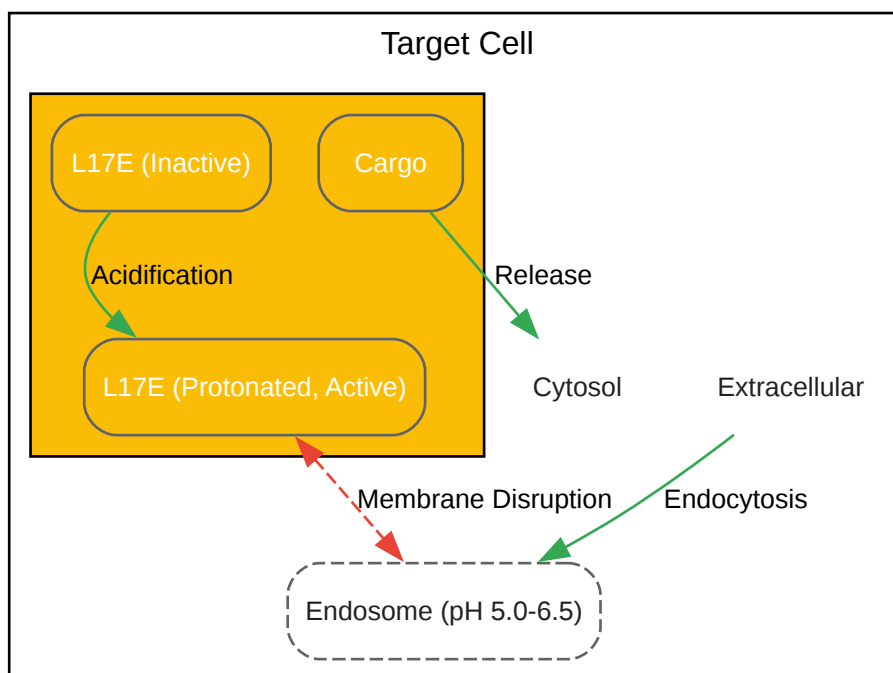 Target Cell
L17E (Inactive)
Cargo
Acidification
Release
L17E (Protonated, Active)
Cytosol
Extracellular
Membrane Disruption
Endocytosis
Endosome (pH 5.0-6.5)